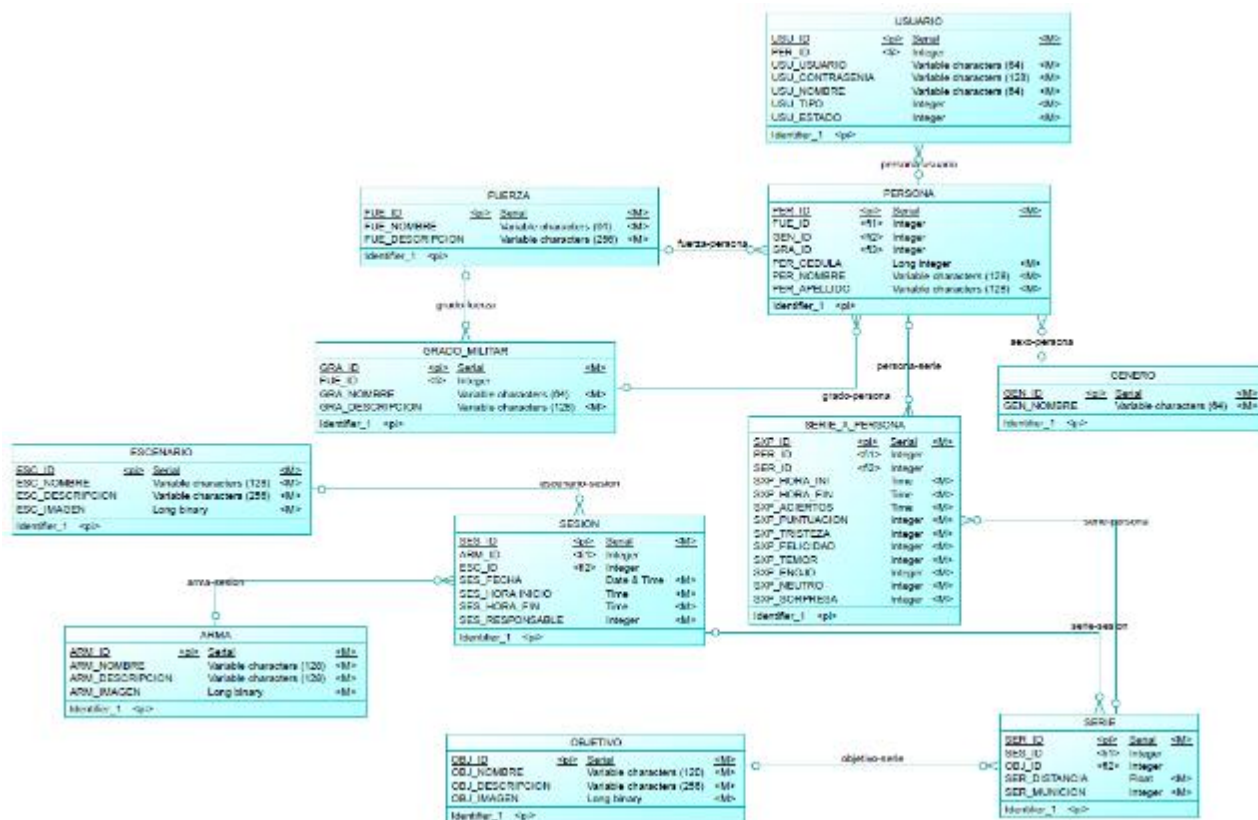 USUARIO
USU_ID <pi> Serial <M>
PER_ID <fi> Integer
USU_USUARIO Variable characters (64) <M>
USU_CONTRASENIA Variable characters (128) <M>
USU_NOMBRE Variable characters (64) <M>
USU_TIPO Integer <M>
USU_ESTADO Integer <M>
Identifier_1 <pi>
persona-usuario
PERSONA
PER_ID <pi> Serial <M>
FUE_ID <fi1> Integer
GEN_ID <fi2> Integer
GRA_ID <fi3> Integer
PER_CEDULA Long integer <M>
PER_NOMBRE Variable characters (128) <M>
PER_APELLIDO Variable characters (128) <M>
Identifier_1 <pi>
FUERZA
FUE_ID <pi> Serial <M>
FUE_NOMBRE Variable characters (64) <M>
FUE_DESCRIPCION Variable characters (256) <M>
Identifier_1 <pi>
fuerza-persona
grado-fuerza
GRADO_MILITAR
GRA_ID <pi> Serial <M>
FUE_ID <fi> Integer
GRA_NOMBRE Variable characters (64) <M>
GRA_DESCRIPCION Variable characters (128) <M>
Identifier_1 <pi>
persona-serie
grado-persona
sexo-persona
GENERO
GEN_ID <pi> Serial <M>
GEN_NOMBRE Variable characters (64) <M>
Identifier_1 <pi>
SERIE_X_PERSONA
SXP_ID <pi> Serial <M>
PER_ID <fi1> Integer
SER_ID <fi2> Integer
SXP_HORA_INI Time <M>
SXP_HORA_FIN Time <M>
SXP_ACIERTOS Time <M>
SXP_PUNTUACION Integer <M>
SXP_TRISTEZA Integer <M>
SXP_FELICIDAD Integer <M>
SXP_TEMOR Integer <M>
SXP_ENOJO Integer <M>
SXP_NEUTRO Integer <M>
SXP_SORPRESA Integer <M>
Identifier_1 <pi>
ESCENARIO
ESC_ID <pi> Serial <M>
ESC_NOMBRE Variable characters (128) <M>
ESC_DESCRIPCION Variable characters (256) <M>
ESC_IMAGEN Long binary <M>
Identifier_1 <pi>
escenario-sesion
SESION
SES_ID <pi> Serial <M>
ARM_ID <fi1> Integer
ESC_ID <fi2> Integer
SES_FECHA Date & Time <M>
SES_HORA INICIO Time <M>
SES_HORA_FIN Time <M>
SES_RESPONSABLE Integer <M>
Identifier_1 <pi>
arma-sesion
serie-persona
serie-sesion
ARMA
ARM_ID <pi> Serial <M>
ARM_NOMBRE Variable characters (128) <M>
ARM_DESCRIPCION Variable characters (128) <M>
ARM_IMAGEN Long binary <M>
Identifier_1 <pi>
OBJETIVO
OBJ_ID <pi> Serial <M>
OBJ_NOMBRE Variable characters (128) <M>
OBJ_DESCRIPCION Variable characters (256) <M>
OBJ_IMAGEN Long binary <M>
Identifier_1 <pi>
objetivo-serie
SERIE
SER_ID <pi> Serial <M>
SES_ID <fi1> Integer
OBJ_ID <fi2> Integer
SER_DISTANCIA Float <M>
SER_MUNICION Integer <M>
Identifier_1 <pi>